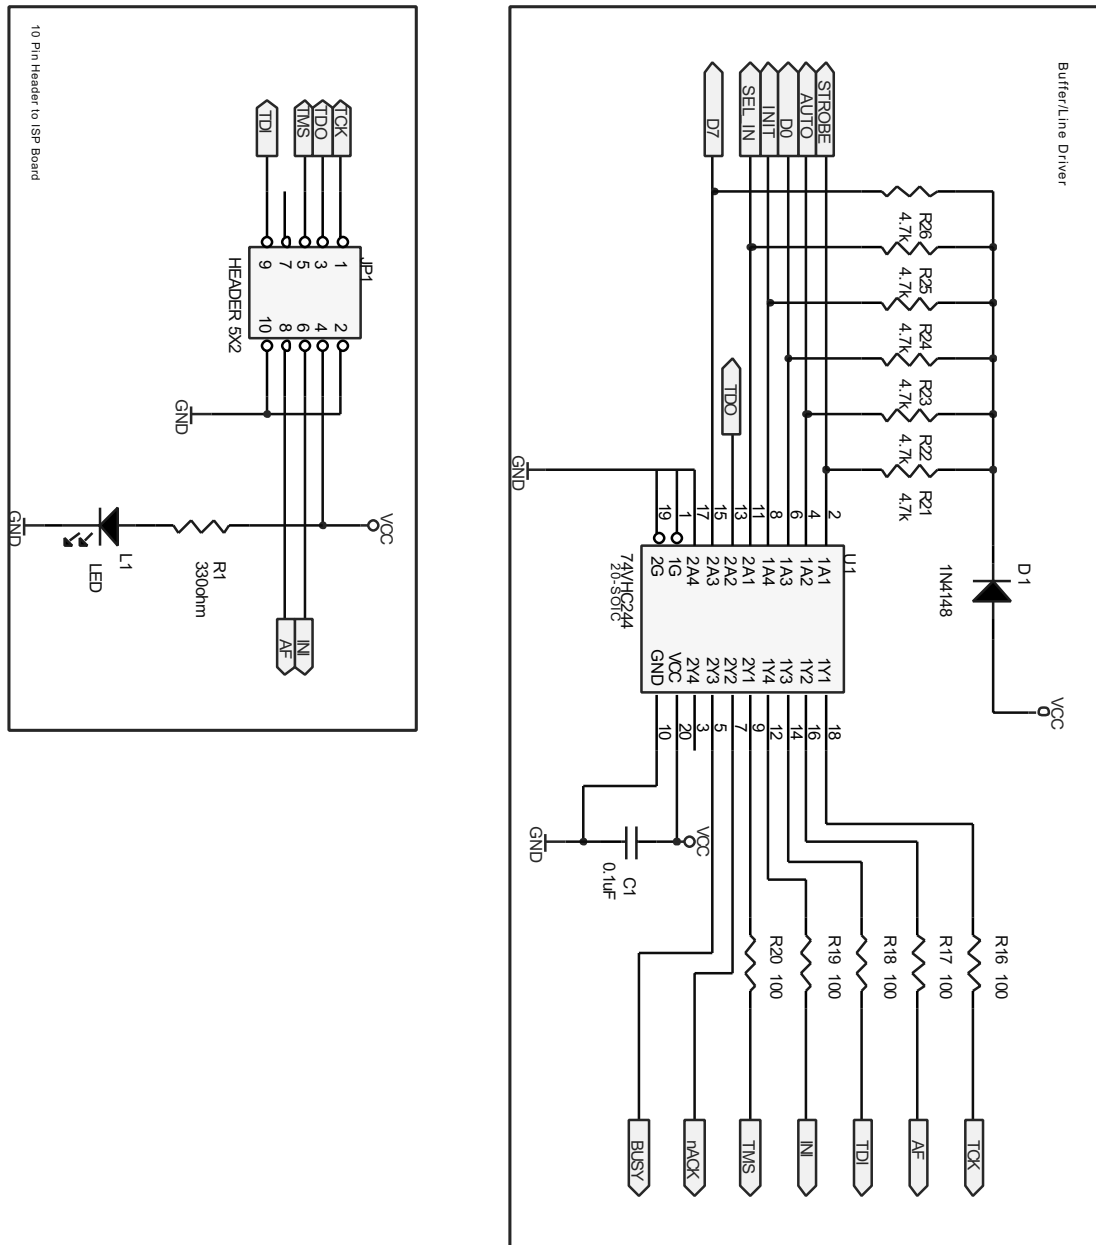 Buffer/Line Driver
STROBE
AUTO
D0
INIT
SEL IN
D7
TDO
GND
R26
4.7k
R25
4.7k
R24
4.7k
R23
4.7k
R22
4.7k
R21
4.7k
D1
1N4148
VCC
U1
2
4
6
8
11
13
15
17
1
19
1A1
1A2
1A3
1A4
2A1
2A2
2A3
2A4
1G
2G
74VHC244
20-SOIC
1Y1
1Y2
1Y3
1Y4
2Y1
2Y2
2Y3
2Y4
VCC
GND
18
16
14
12
9
7
5
3
20
10
VCC
GND
C1
0.1uF
R16 100
R17 100
R18 100
R19 100
R20 100
TCK
AF
TDI
INI
TMS
nACK
BUSY
10 Pin Header to ISP Board
TCK
TDO
TMS
TDI
JP1
1
3
5
7
9
2
4
6
8
10
HEADER 5X2
GND
VCC
R1
330ohm
L1
LED
GND
INI
AF